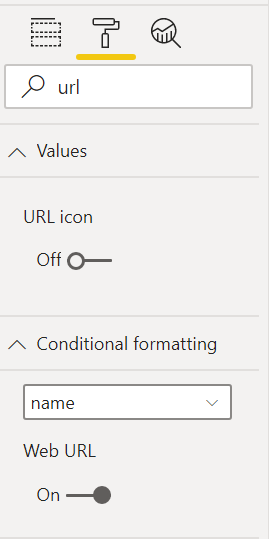 url
Values
URL icon
Off
Conditional formatting
name
Web URL
On